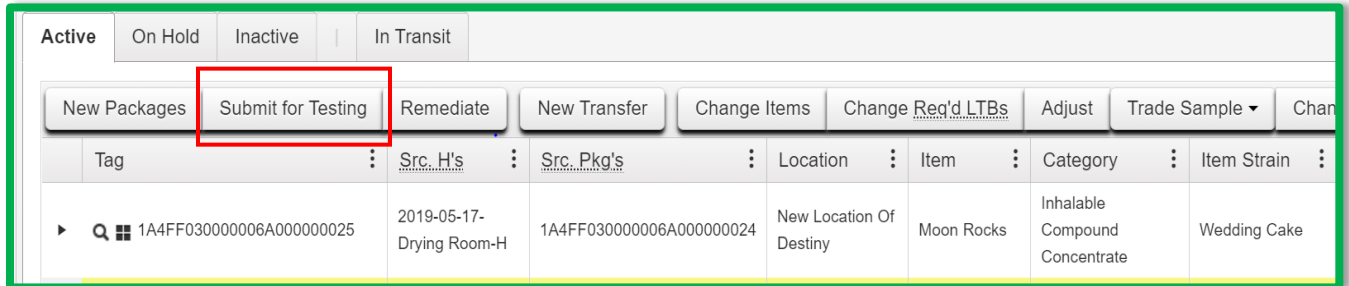 Active On Hold Inactive | In Transit
New Packages Submit for Testing Remediate New Transfer Change Items Change Req'd LTBs Adjust Trade Sample Chan
Tag Src. H's Src. Pkg's Location Item Category Item Strain
1A4FF030000006A000000025 2019-05-17-
Drying Room-H 1A4FF030000006A000000024 New Location Of
Destiny Moon Rocks Inhalable
Compound
Concentrate Wedding Cake